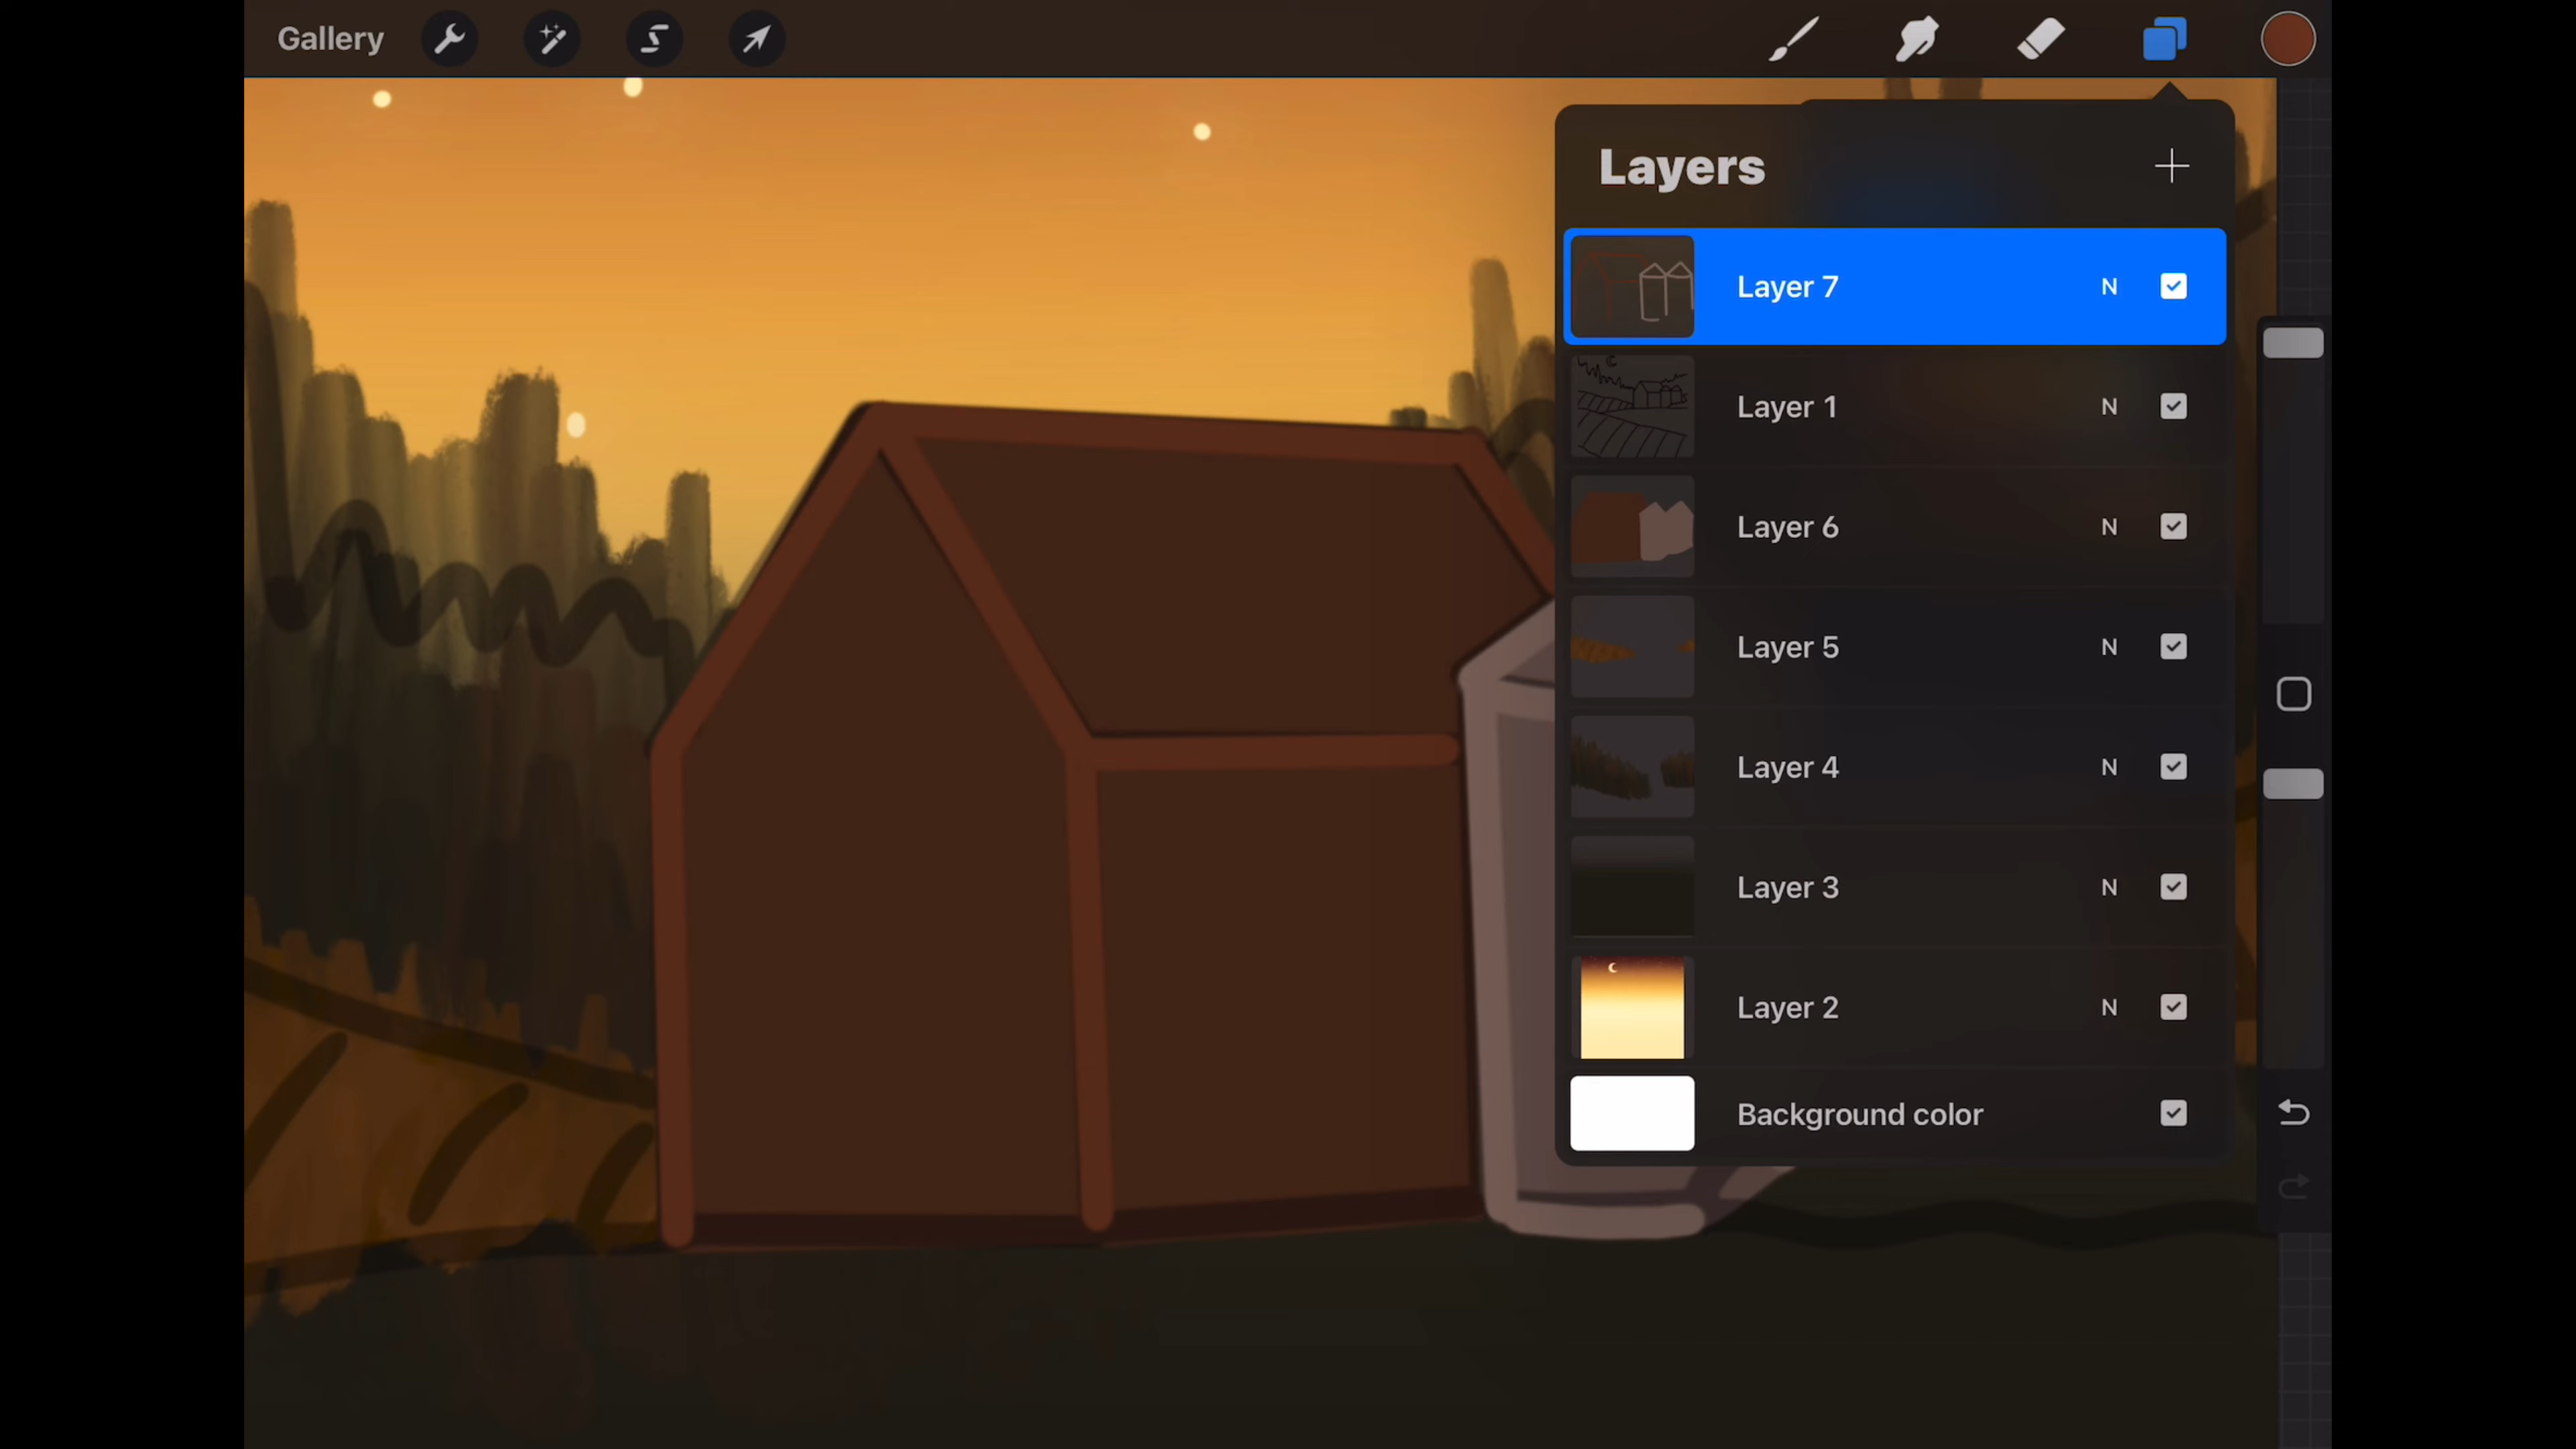 Gallery
Layers
Layer 7 N
Layer 1 N
Layer 6 N
Layer 5 N
Layer 4 N
Layer 3 N
Layer 2 N
Background color